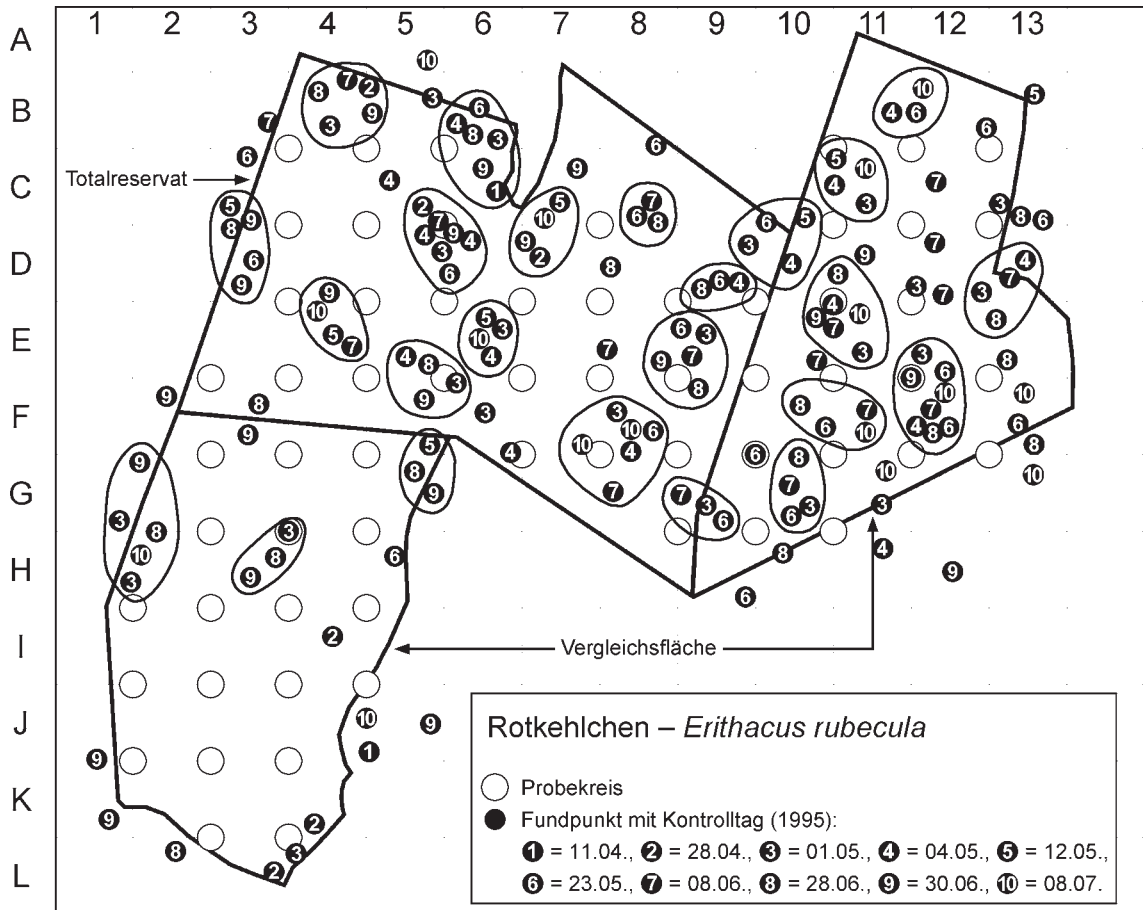 1 2 3 4 5 6 7 8 9 10 11 12 13
A
B
C
D
E
F
G
H
I
J
K
L
Totalreservat
Vergleichsfläche
Rotkehlchen – Erithacus rubecula
Probekreis
Fundpunkt mit Kontrolltag (1995):
1 = 11.04., 2 = 28.04., 3 = 01.05., 4 = 04.05., 5 = 12.05.,
6 = 23.05., 7 = 08.06., 8 = 28.06., 9 = 30.06., 10 = 08.07.